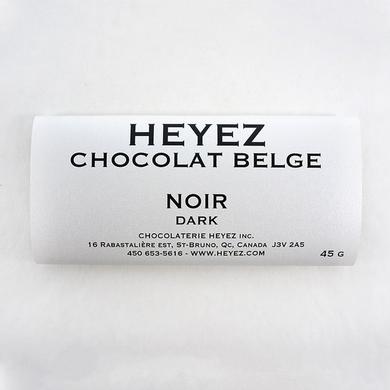 HEYEZ
CHOCOLAT BELGE
NOIR
DARK
CHOCOLATERIE HEYEZ INC.
16 RABASTALIÈRE EST, ST-BRUNO, QC, CANADA J3V 2A5
450 653-5616 - WWW.HEYEZ.COM
45 G